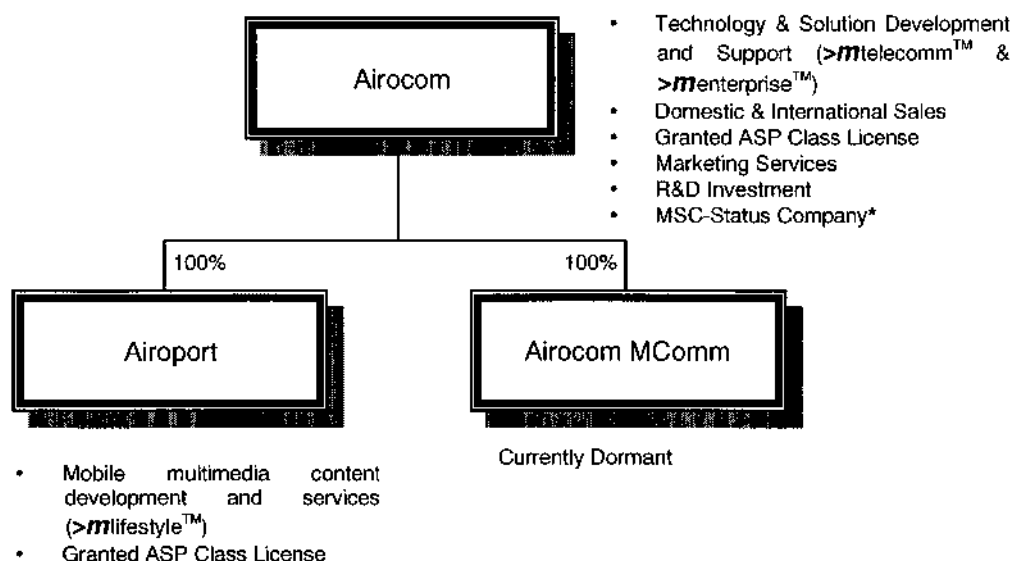 Airocom
• Technology & Solution Development
and Support (>mtelecomm™ &
>menterprise™)
• Domestic & International Sales
• Granted ASP Class License
• Marketing Services
• R&D Investment
• MSC-Status Company*
100%
100%
Airoport
Airocom MComm
• Mobile multimedia content
development and services
(>mlifestyle™)
• Granted ASP Class License
Currently Dormant